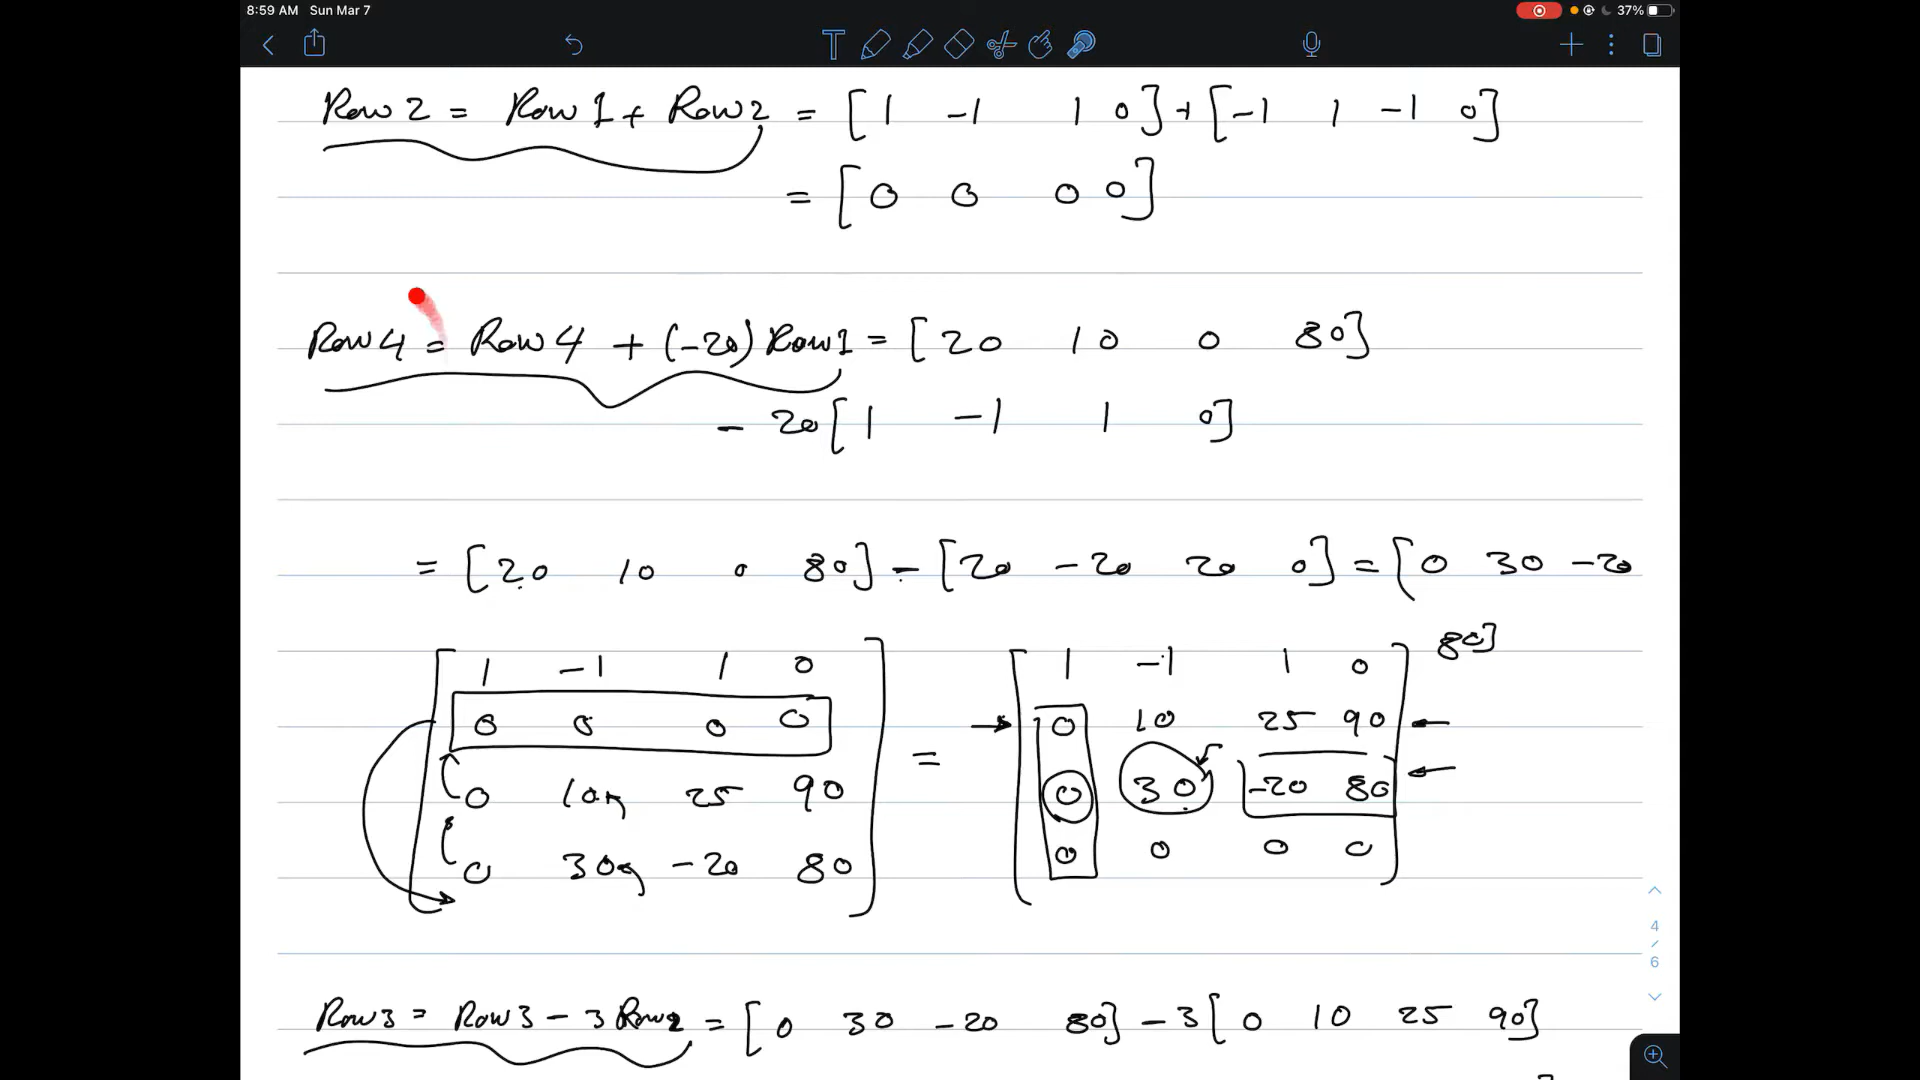 8:59 AM Sun Mar 7 37%
T
Row 2 = Row 1 + Row 2 = [1 -1 1 0] + [-1 1 -1 0]
= [0 0 0 0]
Row 4 = Row 4 + (-20) Row 1 = [20 10 0 80]
- 20 [1 -1 1 0]
= [20 10 0 80] - [20 -20 20 0] = [0 30 -20
80]
1 -1 1 0
0 0 0 0
0 10 25 90
0 30 -20 80
=
1 -1 1 0
0 10 25 90
0 30 -20 80
0 0 0 0
4
/
6
Row 3 = Row 3 - 3 Row 2 = [0 30 -20 80] - 3 [0 10 25 90]